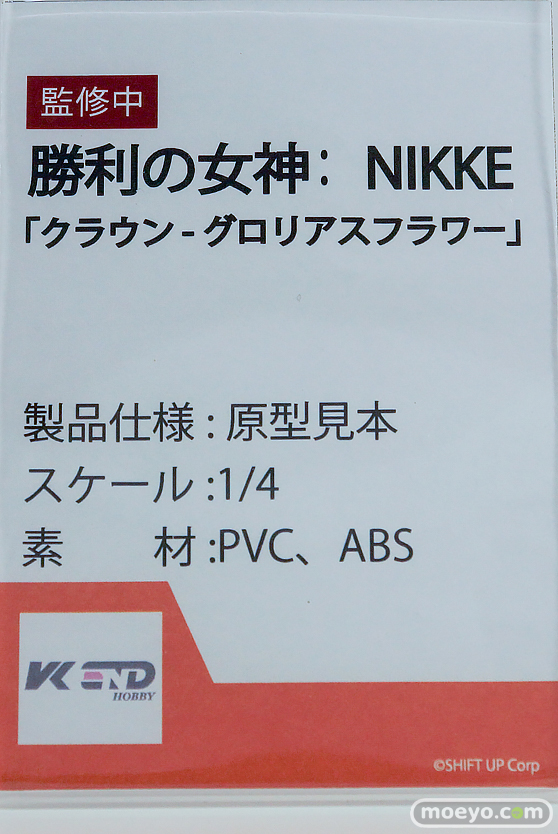 監修中
勝利の女神: NIKKE
「クラウン - グロリアスフラワー」
製品仕様 : 原型見本
スケール :1/4
素　　材 :PVC、ABS
VKEND
HOBBY
©SHIFT UP Corp
moeyo.com